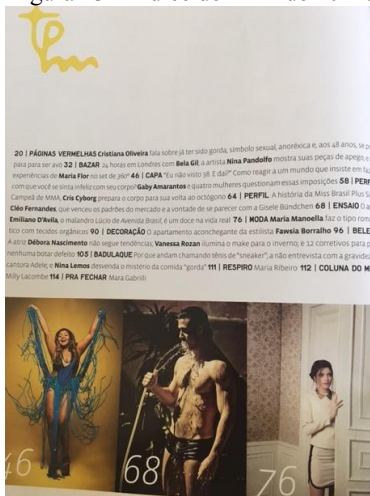 tpm
20 | PÁGINAS VERMELHAS Cristiana Oliveira fala sobre já ter sido gorda, símbolo sexual, anoréxica e, aos 48 anos, se
para ser avó 32 | BAZAR 24 horas em Londres com Bela Gil; a artista Nina Pandolfo mostra suas peças de apego, e
experiências de Maria Flor no set de 360º 46 | CAPA "Eu não visto 38. E daí?" Como reagir a um mundo que insiste em
com que você se sinta infeliz com seu corpo? Gaby Amarantos e quatro mulheres questionam essas imposições 58 |
Campeã de MMA, Cris Cyborg prepara o corpo para sua volta ao octógono 64 | PERFIL A história da Miss Brasil Plus
Cléo Fernandes, que venceu os padrões do mercado e a vontade de se parecer com a Gisele Bündchen 68 | ENSAIO O
Emiliano D'Avila, o malandro Lúcio de Avenida Brasil, é um doce na vida real 76 | MODA Maria Manoella faz o tipo
tico com tecidos orgânicos 90 | DECORAÇÃO O apartamento aconchegante da estilista Fawsia Borralho 96 |
A atriz Débora Nascimento não segue tendências, Vanessa Rozan ilumina o make para o inverno; e 12 corretivos para
nenhuma botar defeito 105 | BADULAQUE Por que andam chamando tênis de "sneaker"; a não entrevista com a
cantora Adele; e Nina Lemos desvenda o mistério da comida "gorda" 111 | RESPIRO Maria Ribeiro 112 | COLUNA DO
Milly Lacombe 114 | PRA FECHAR Mara Gabrilli
46
68
76